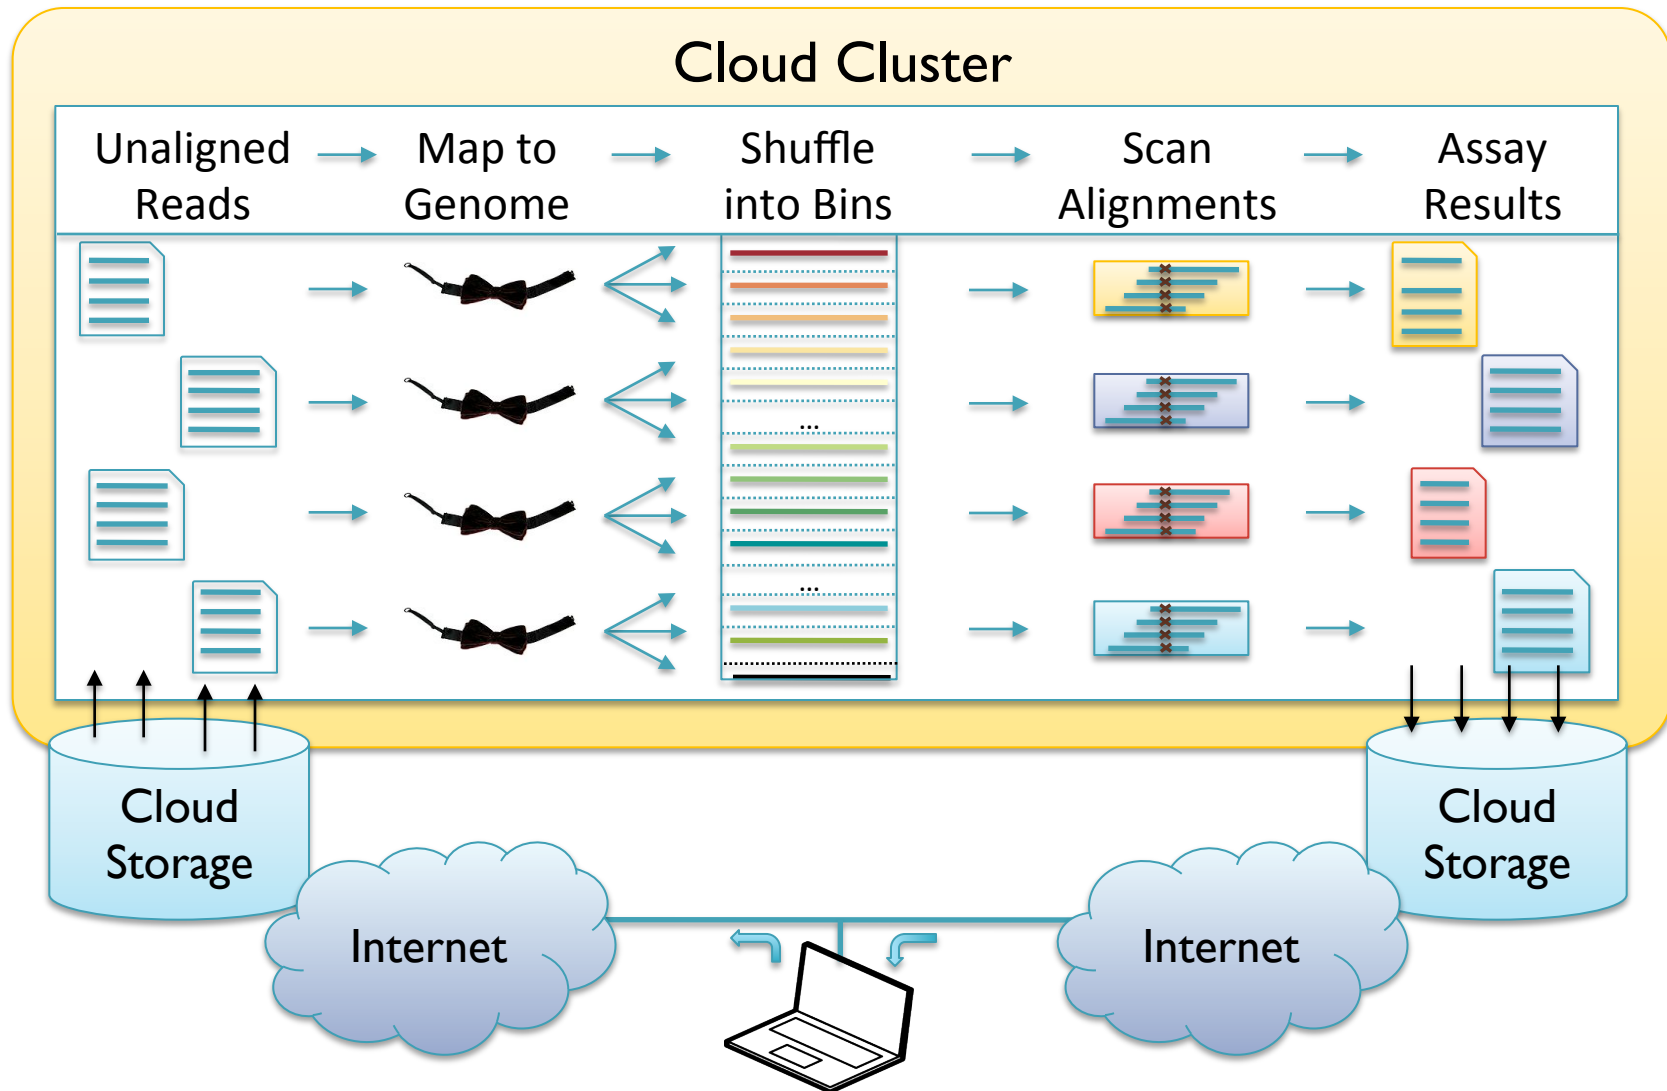 Cloud Cluster
Unaligned
Reads
Map to
Genome
Shuffle
into Bins
Scan
Alignments
Assay
Results
...
...
Cloud
Storage
Cloud
Storage
Internet
Internet